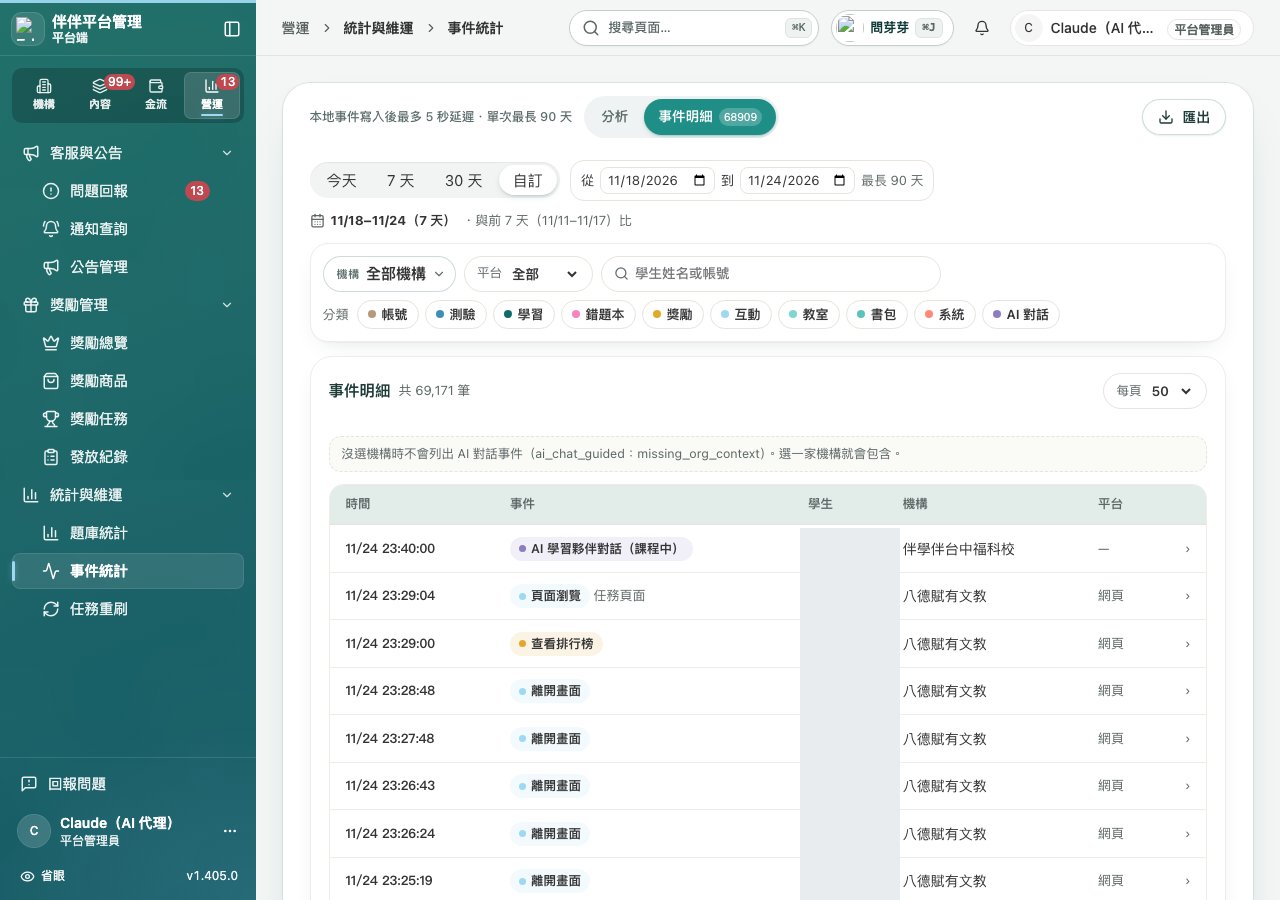 伴伴平台管理
平台端
機構
99+
內容
金流
13
營運
客服與公告
問題回報
13
通知查詢
公告管理
獎勵管理
獎勵總覽
獎勵商品
獎勵任務
發放紀錄
統計與維運
題庫統計
事件統計
任務重刷
回報問題
C
Claude（AI 代理）
平台管理員
省眼
v1.405.0
營運 › 統計與維運 › 事件統計
搜尋頁面...
⌘K
問芽芽
⌘J
C
Claude（AI 代...
平台管理員
本地事件寫入後最多 5 秒延遲 · 單次最長 90 天
分析
事件明細 68909
匯出
今天 7 天 30 天 自訂
從 11/18/2026 到 11/24/2026 最長 90 天
11/18–11/24（7 天） · 與前 7 天（11/11–11/17）比
機構 全部機構
平台 全部
學生姓名或帳號
分類 帳號 測驗 學習 錯題本 獎勵 互動 教室 書包 系統 AI 對話
事件明細 共 69,171 筆
每頁 50
沒選機構時不會列出 AI 對話事件（ai_chat_guided：missing_org_context）。選一家機構就會包含。
時間 事件 學生 機構 平台
11/24 23:40:00 AI 學習夥伴對話（課程中） 伴學伴台中福科校 — ›
11/24 23:29:04 頁面瀏覽 任務頁面 八德賦有文教 網頁 ›
11/24 23:29:00 查看排行榜 八德賦有文教 網頁 ›
11/24 23:28:48 離開畫面 八德賦有文教 網頁 ›
11/24 23:27:48 離開畫面 八德賦有文教 網頁 ›
11/24 23:26:43 離開畫面 八德賦有文教 網頁 ›
11/24 23:26:24 離開畫面 八德賦有文教 網頁 ›
11/24 23:25:19 離開畫面 八德賦有文教 網頁 ›